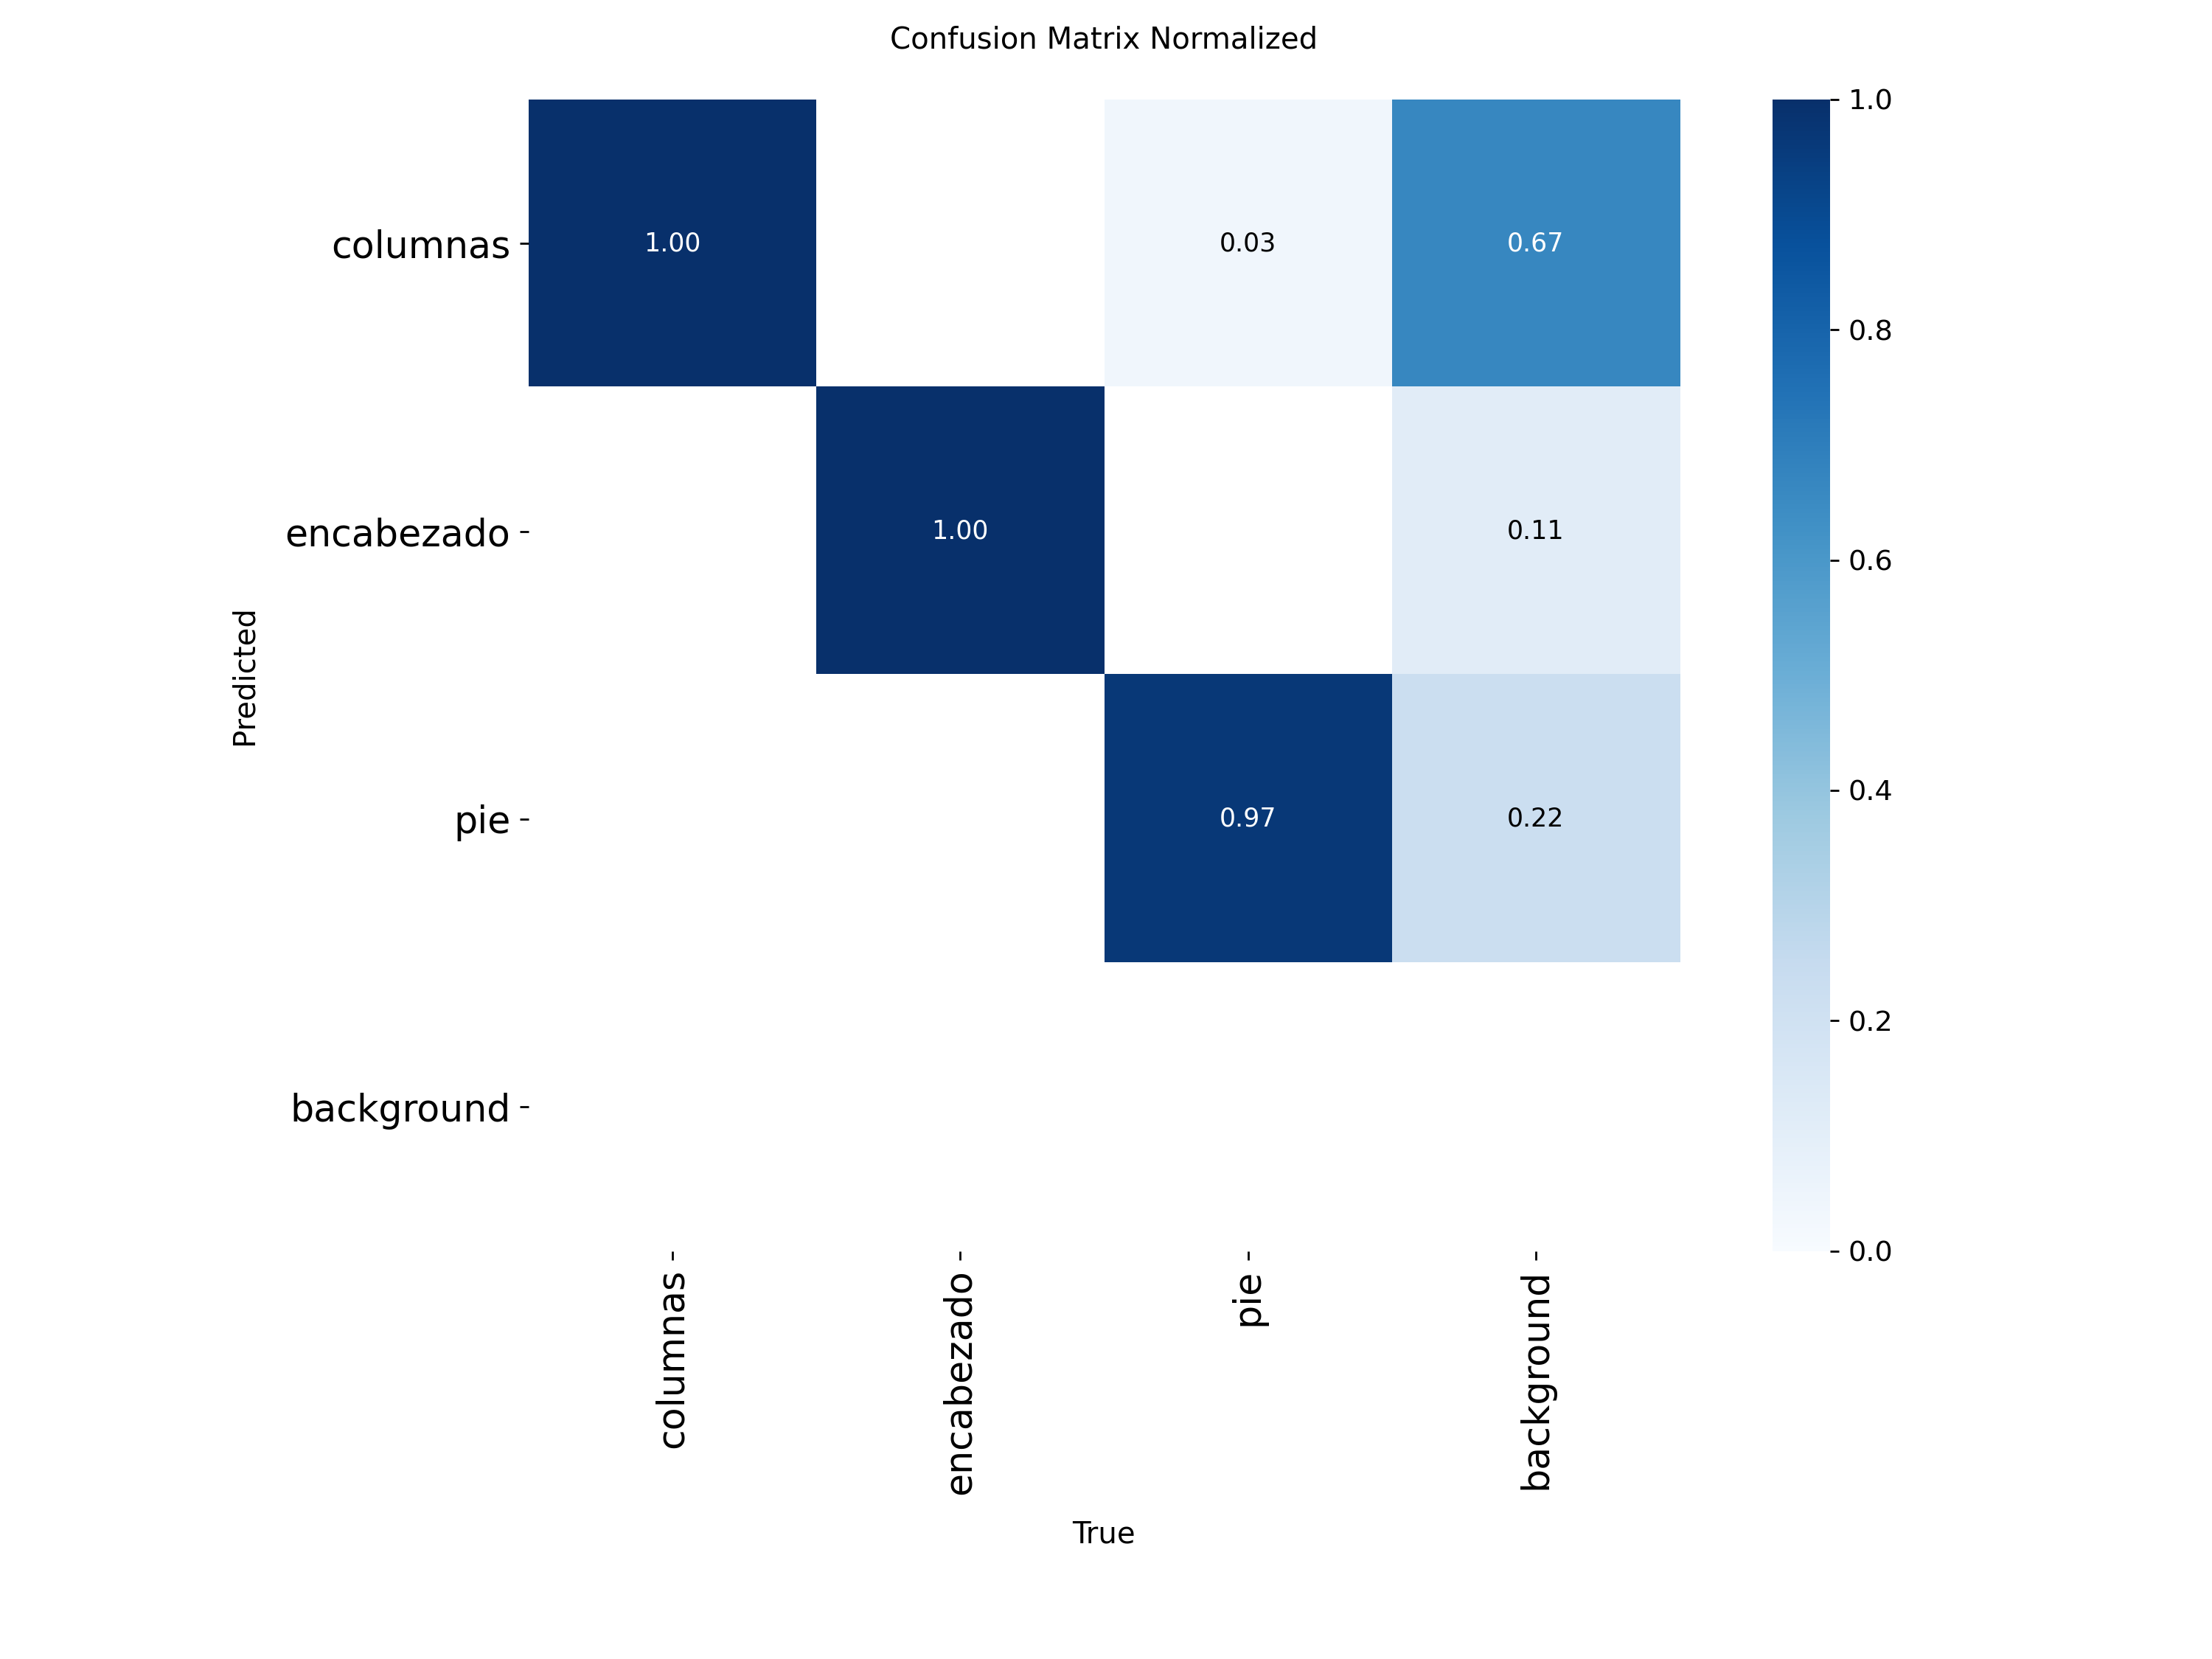 Confusion Matrix Normalized
columnas
1.00
0.03
0.67
encabezado
1.00
0.11
pie
0.97
0.22
background
Predicted
columnas
encabezado
pie
background
True
1.0
0.8
0.6
0.4
0.2
0.0